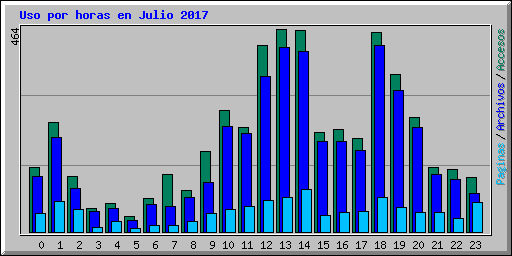 Uso por horas en Julio 2017
464
Paginas / Archivos / Accesos
0 1 2 3 4 5 6 7 8 9 10 11 12 13 14 15 16 17 18 19 20 21 22 23